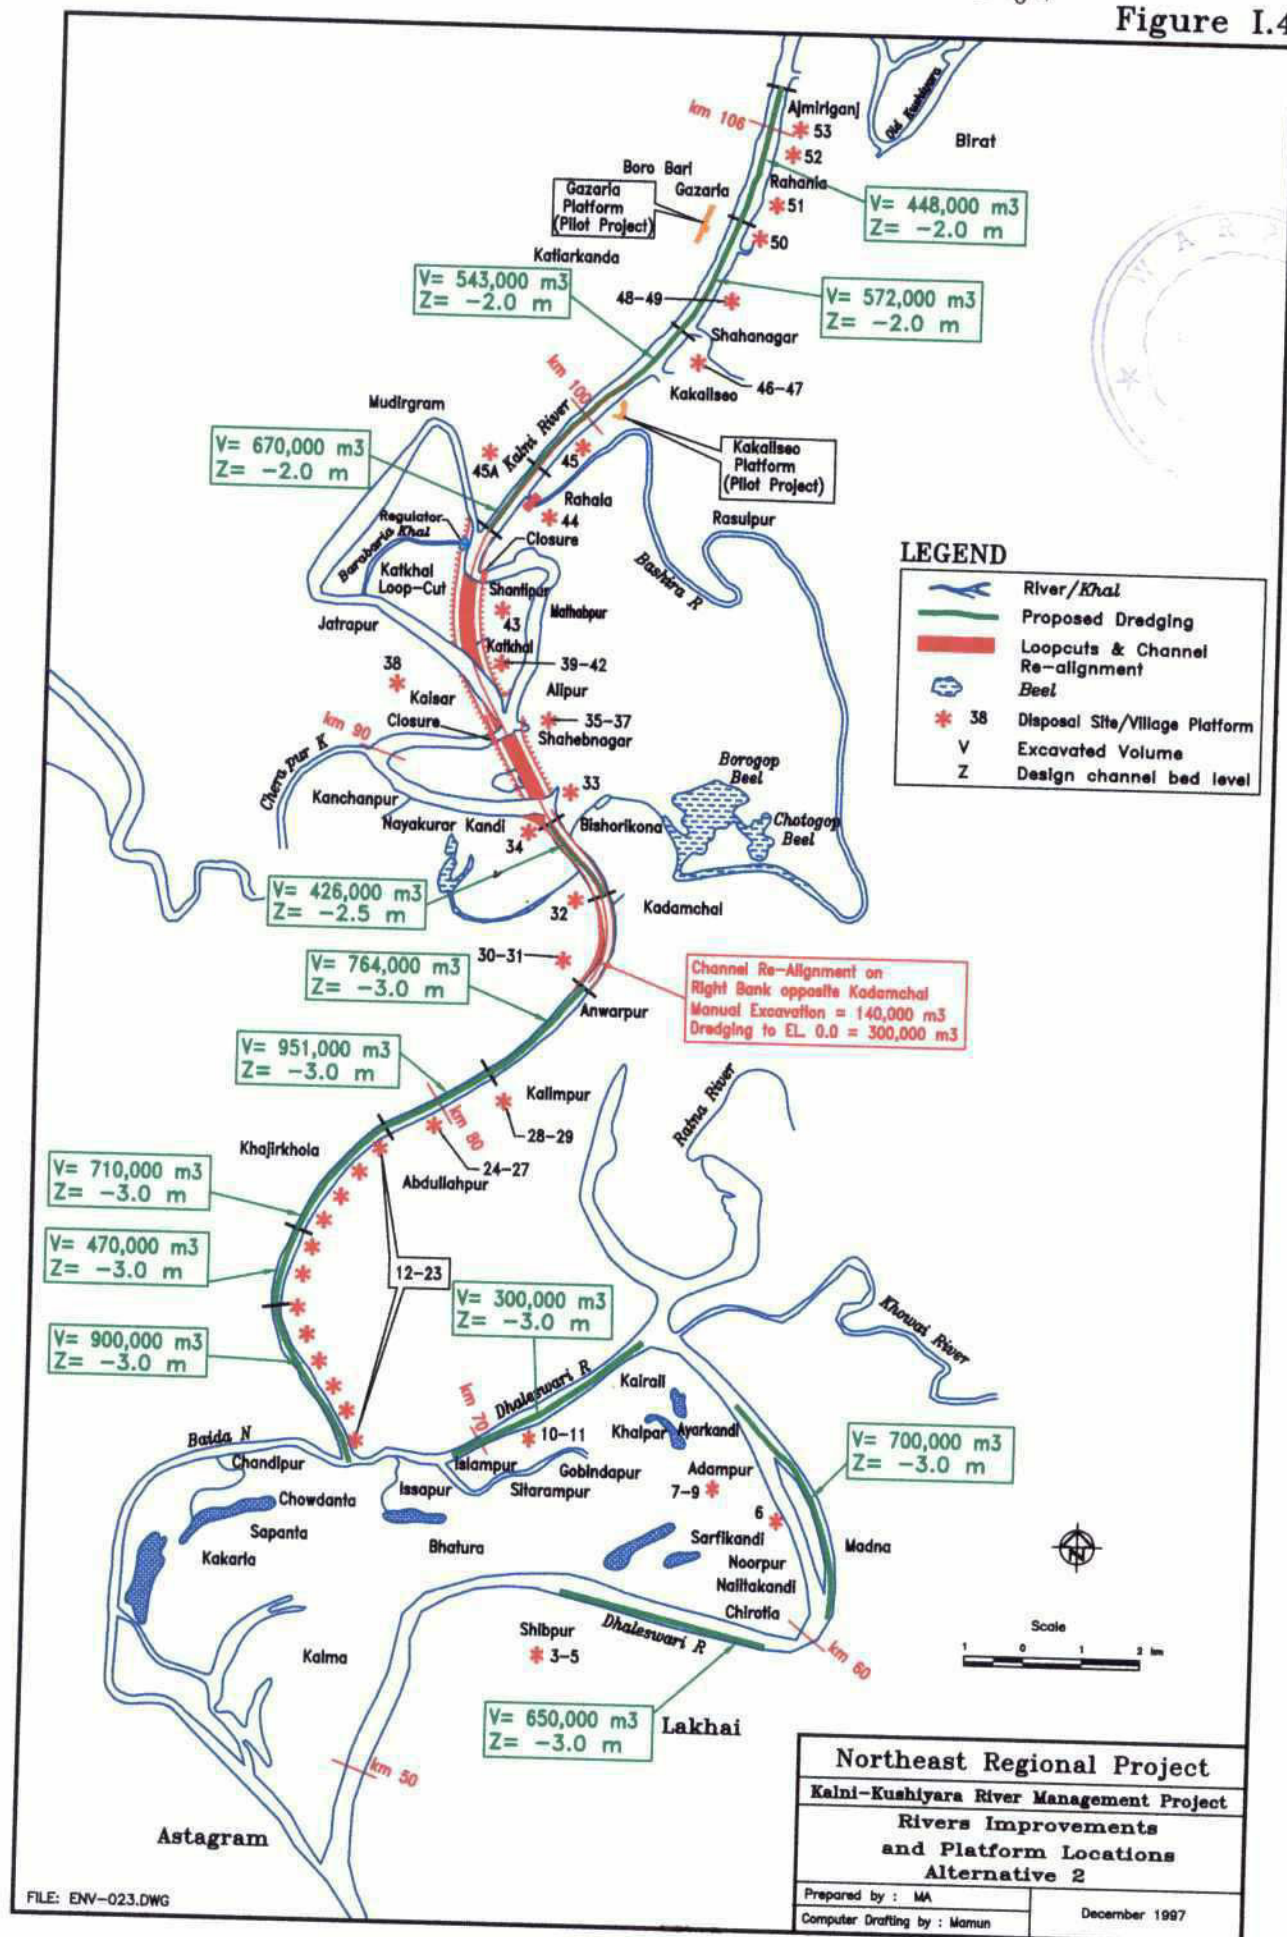 Figure I.4
Ajmiriganj
km 106
53
52
Old Kushiyara
Birat
Boro Bari
Gazaria
Rahania
Gazaria
Platform
(Pilot Project)
51
50
V= 448,000 m3
Z= -2.0 m
Katiarkanda
V= 543,000 m3
Z= -2.0 m
48-49
V= 572,000 m3
Z= -2.0 m
Shahanagar
46-47
Kakailseo
km 100
Kalni River
Mudirgram
V= 670,000 m3
Z= -2.0 m
45A
45
Kakailseo
Platform
(Pilot Project)
Rahala
44
Rasulpur
Regulator
Closure
Barabaria Khal
Bashira R
Katkhal
Loop-Cut
Shantipur
43
Mathabpur
Jatrapur
Katkhal
39-42
38
Kaisar
Alipur
Closure
35-37
Shahebnagar
km 90
Cherapur K
33
Kanchanpur
Nayakurar Kandi
34
Bishorikona
Borogop
Beel
Chotogop
Beel
LEGEND
River/Khal
Proposed Dredging
Loopcuts & Channel
Re-alignment
Beel
38 Disposal Site/Village Platform
V Excavated Volume
Z Design channel bed level
V= 426,000 m3
Z= -2.5 m
32
Kadamchal
30-31
V= 764,000 m3
Z= -3.0 m
Anwarpur
Channel Re-Alignment on
Right Bank opposite Kadamchal
Manual Excavation = 140,000 m3
Dredging to EL. 0.0 = 300,000 m3
V= 951,000 m3
Z= -3.0 m
Kalimpur
28-29
km 80
24-27
Abdullahpur
Khajirkhola
Ratna River
V= 710,000 m3
Z= -3.0 m
V= 470,000 m3
Z= -3.0 m
12-23
V= 300,000 m3
Z= -3.0 m
V= 900,000 m3
Z= -3.0 m
Khowai River
Dhaleswari R
Kairail
km 70
10-11
Khalpar
Ayarkandi
Baida N
Chandipur
Islampur
Gobindapur
Sitarampur
Issapur
Adampur
7-9
V= 700,000 m3
Z= -3.0 m
Chowdanta
Sapanta
Kakaria
Bhatura
6
Sarfikandi
Noorpur
Nailtakandi
Chirotia
Madna
N
Dhaleswari R
km 60
Shibpur
3-5
Kalma
Scale
1 0 1 2 km
V= 650,000 m3
Z= -3.0 m
Lakhai
km 50
Astagram
Northeast Regional Project
Kalni-Kushiyara River Management Project
Rivers Improvements
and Platform Locations
Alternative 2
Prepared by : MA
Computer Drafting by : Mamun
December 1997
FILE: ENV-023.DWG